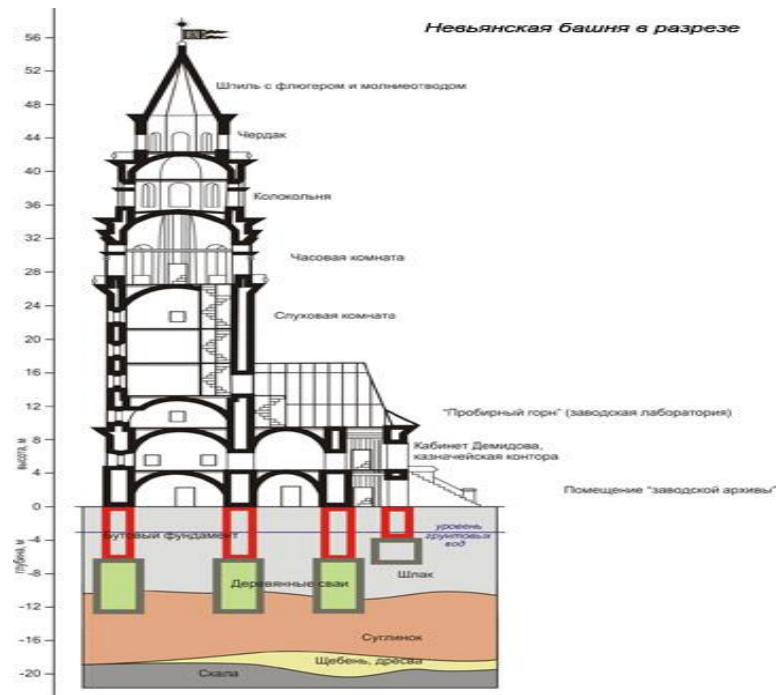 Невьянская башня в разрезе
56
52
48
44
40
36
32
28
24
20
16
12
8
4
0
-4
-8
-12
-16
-20
высота, м
глубина, м
Шпиль с флюгером и молниеотводом
Чердак
Колокольня
Часовая комната
Слуховая комната
"Пробирный горн" (заводская лаборатория)
Кабинет Демидова,
казначейская контора
Помещение "заводской архивы"
уровень
грунтовых
вод
Бутовый фундамент
Шлак
Деревянные сваи
Суглинок
Щебень, дресва
Скала